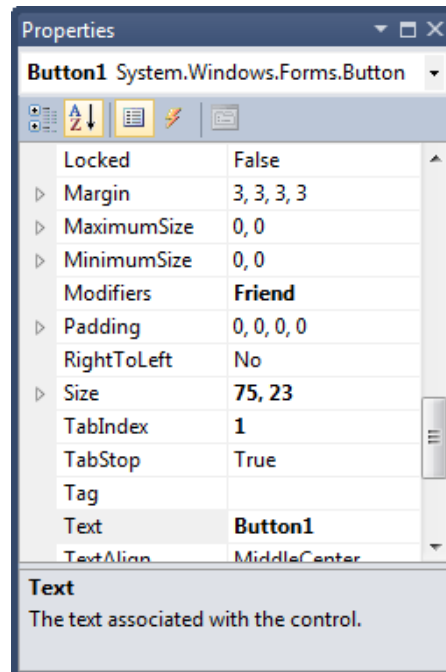 Properties
Button1 System.Windows.Forms.Button
A
Z
Locked False
Margin 3, 3, 3, 3
MaximumSize 0, 0
MinimumSize 0, 0
Modifiers Friend
Padding 0, 0, 0, 0
RightToLeft No
Size 75, 23
TabIndex 1
TabStop True
Tag
Text Button1
TextAlign MiddleCenter
Text
The text associated with the control.